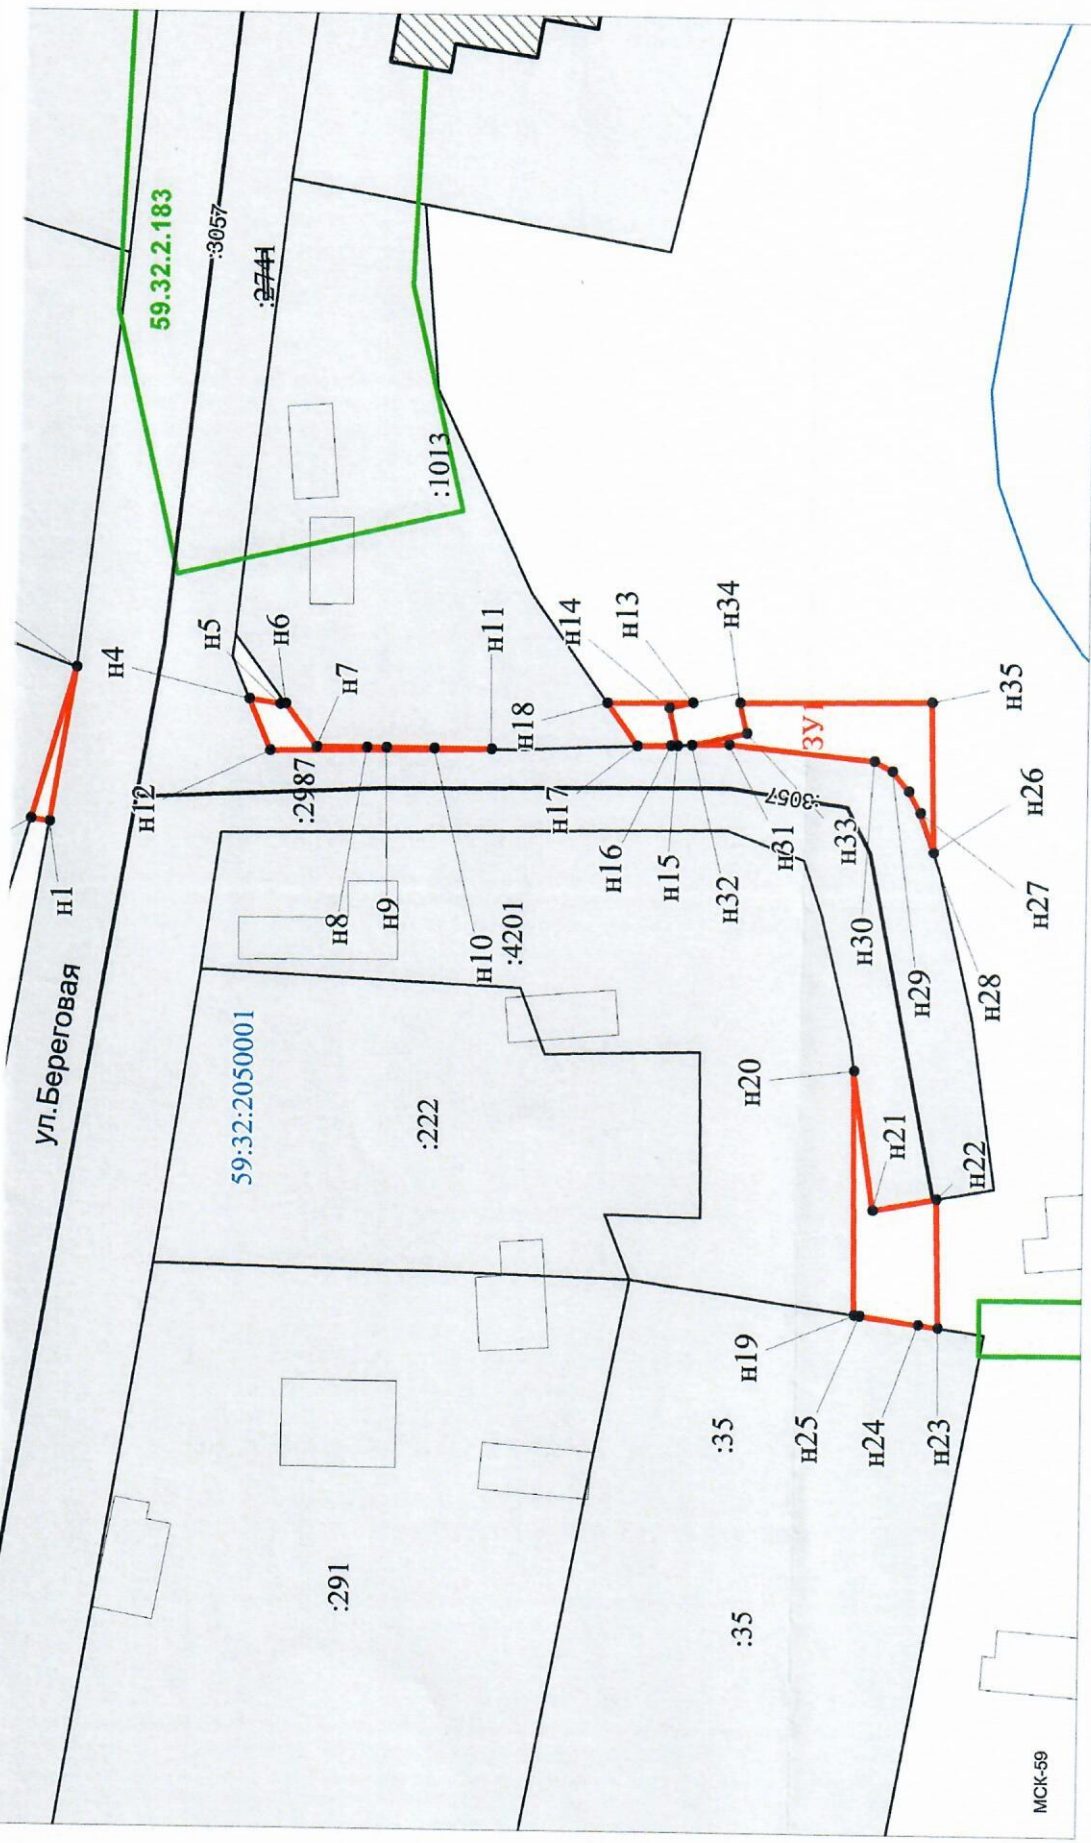 ул.Береговая
59.32.2.183
:3057
:2741
:1013
н4
н5
н6
н7
н11
н18
н14
н13
н34
н35
н12
:2987
н17
:3057
ЗУ1
н1
н8
н9
н10
:4201
н16
н15
н32
н31
н33
н26
н27
н30
н29
н28
59:32:2050001
:222
н20
н21
н22
н19
н25
н24
н23
:35
:291
:35
МСК-59